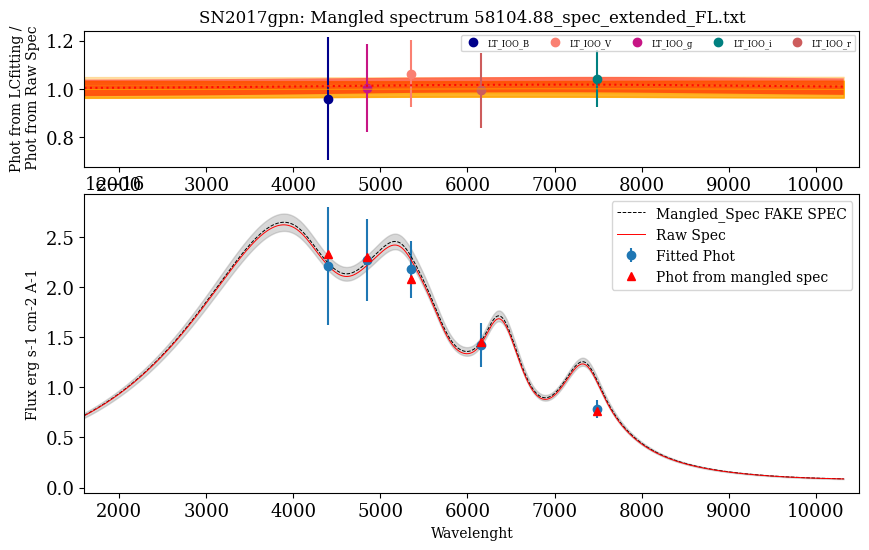 SN2017gpn: Mangled spectrum 58104.88_spec_extended_FL.txt
Phot from LCfitting /
Phot from Raw Spec
1.2
1.0
0.8
LT_IOO_B LT_IOO_V LT_IOO_g LT_IOO_i LT_IOO_r
2000 3000 4000 5000 6000 7000 8000 9000 10000
1e-16
Flux erg s-1 cm-2 A-1
2.5
2.0
1.5
1.0
0.5
0.0
Mangled_Spec FAKE SPEC
Raw Spec
Fitted Phot
Phot from mangled spec
2000 3000 4000 5000 6000 7000 8000 9000 10000
Wavelenght